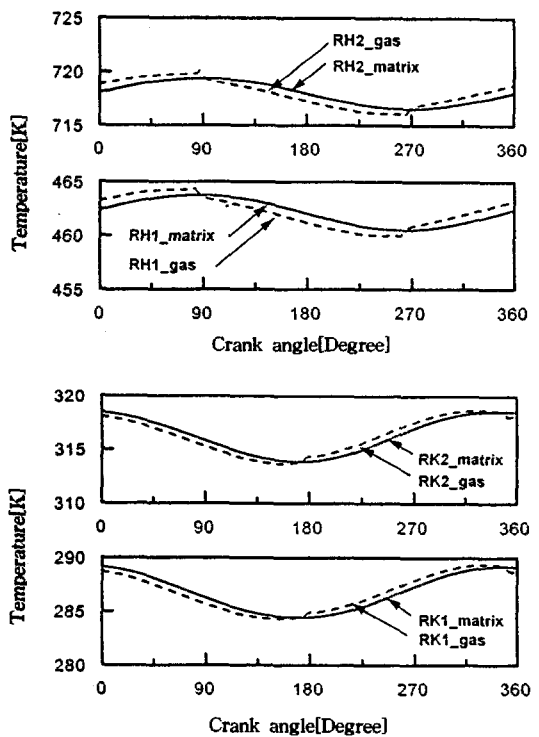 725
RH2_gas
RH2_matrix
720
715
0 90 180 270 360
Temperature[K]
465
460
RH1_matrix
RH1_gas
455
0 90 180 270 360
Crank angle[Degree]
320
315
RK2_matrix
RK2_gas
310
0 90 180 270 360
Temperature[K]
290
285
RK1_matrix
RK1_gas
280
0 90 180 270 360
Crank angle[Degree]